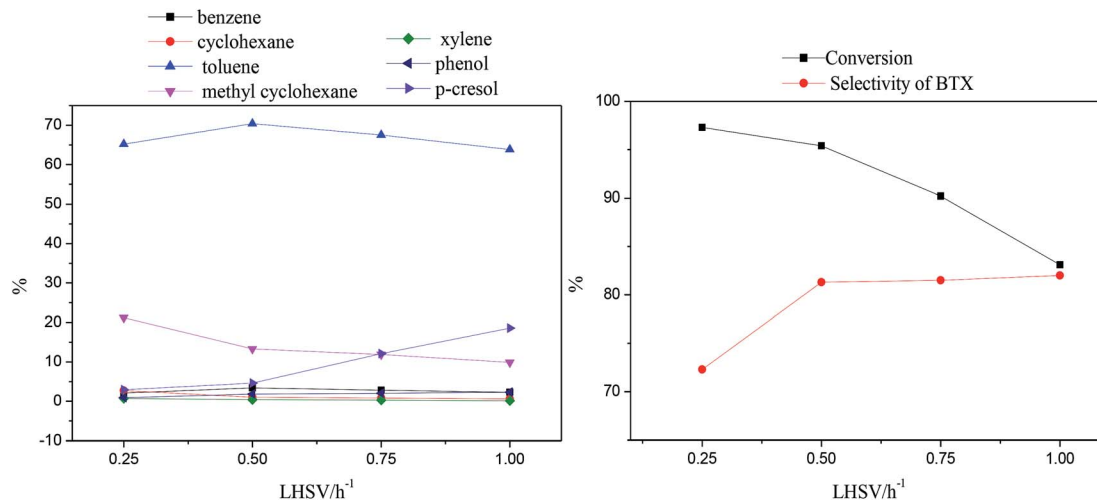 benzene
cyclohexane
toluene
methyl cyclohexane
xylene
phenol
p-cresol
70
60
50
40
30
20
10
0
-10
%
0.25 0.50 0.75 1.00
LHSV/h⁻¹
Conversion
Selectivity of BTX
100
90
80
70
%
0.25 0.50 0.75 1.00
LHSV/h⁻¹